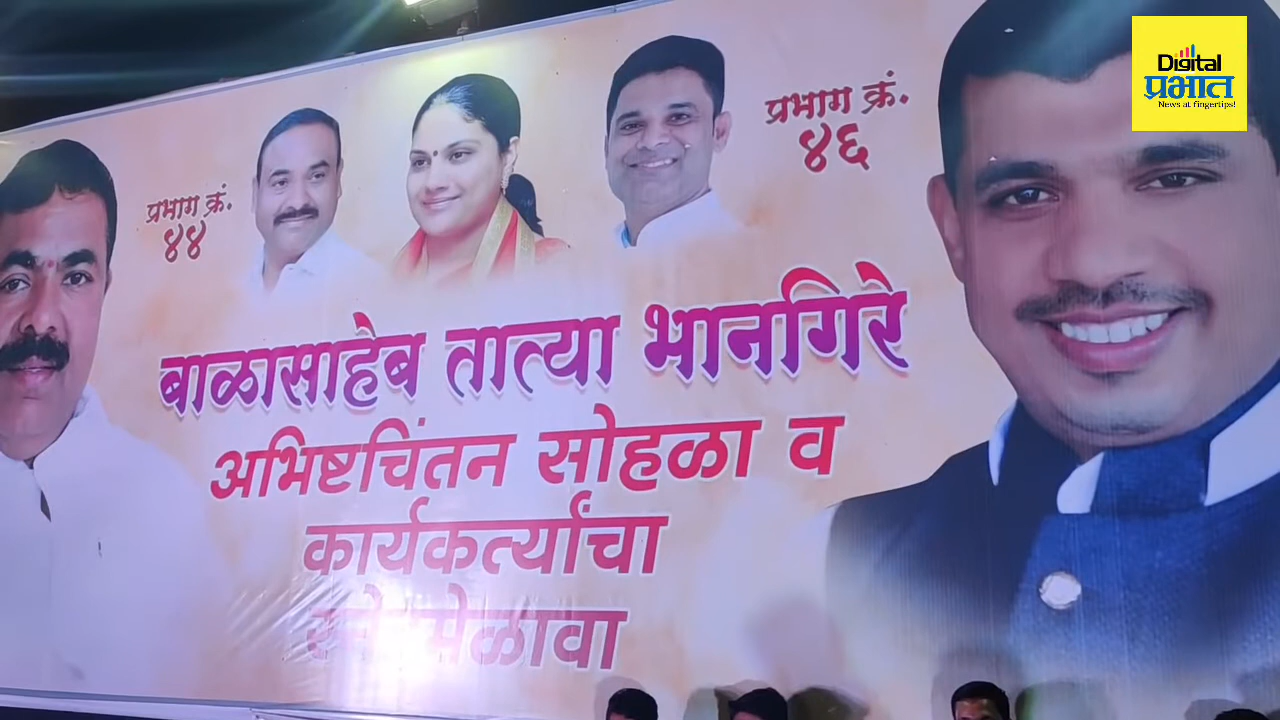 Digital
प्रभात
News at fingertips!
प्रभाग क्रं.
४६
प्रभाग क्रं.
४४
बाळासाहेब तात्या भानगिरे
अभिष्टचिंतन सोहळा व
कार्यकर्त्यांचा
मेळावा